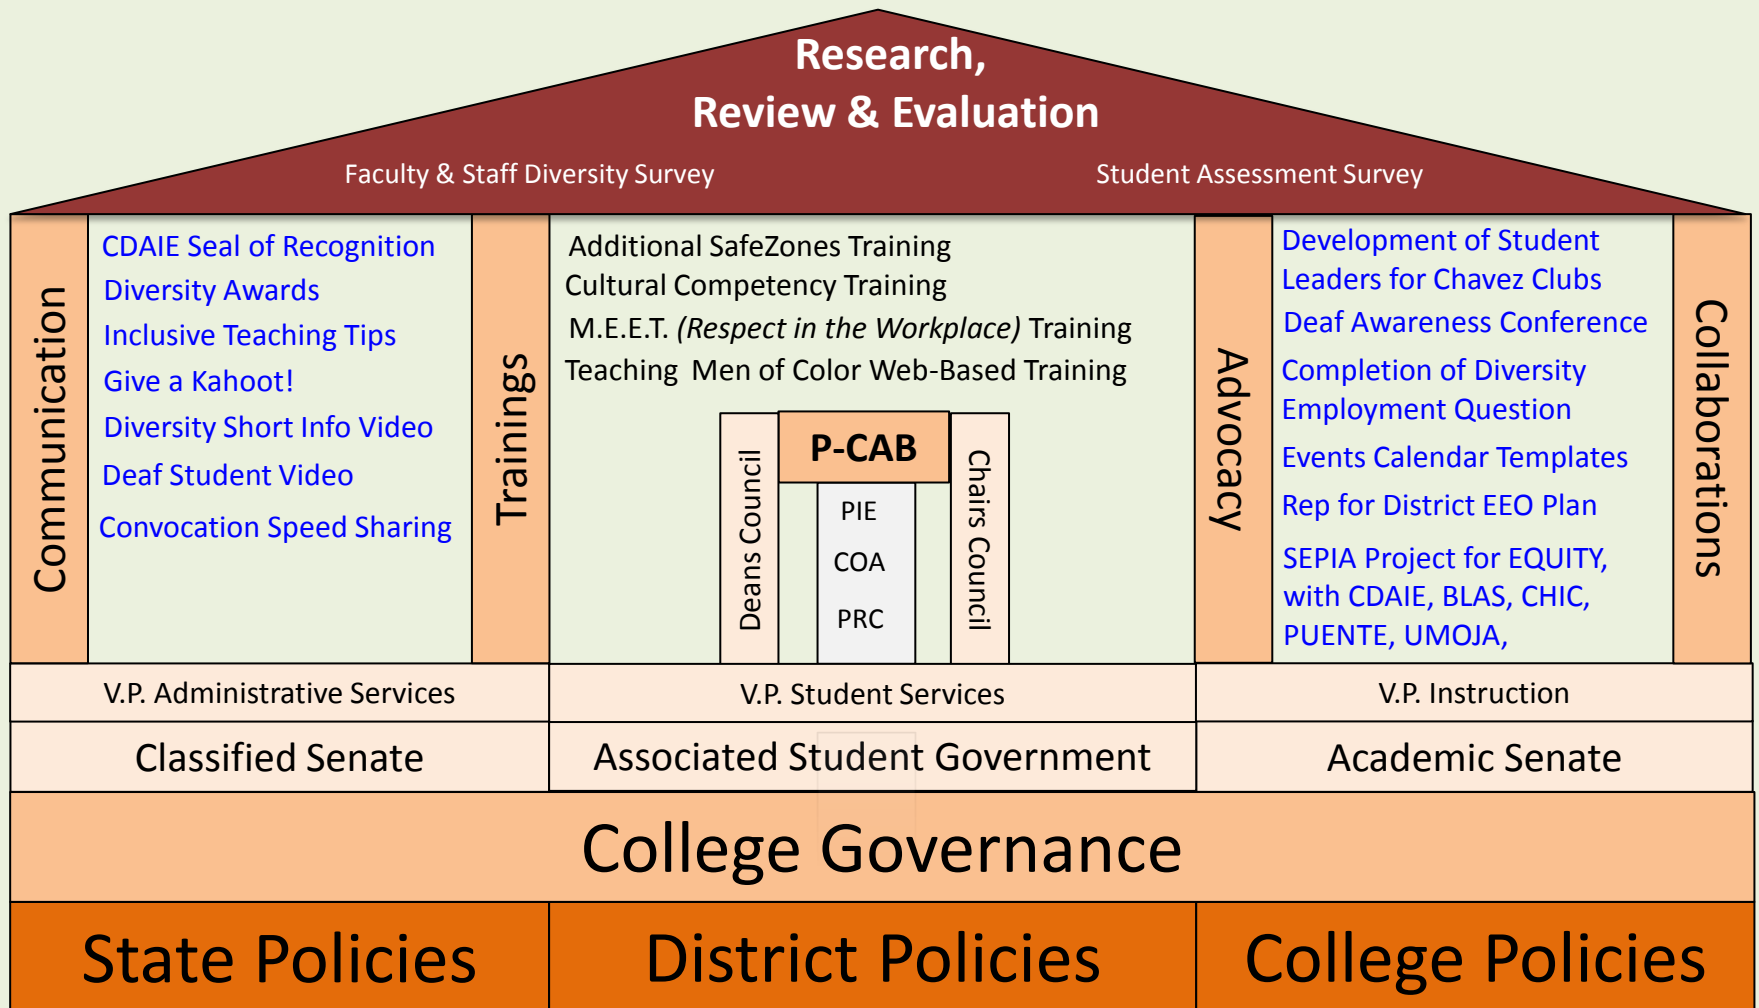 Research,
Review & Evaluation
Faculty & Staff Diversity Survey
Student Assessment Survey
Communication
CDAIE Seal of Recognition
Diversity Awards
Inclusive Teaching Tips
Give a Kahoot!
Diversity Short Info Video
Deaf Student Video
Convocation Speed Sharing
Trainings
Additional SafeZones Training
Cultural Competency Training
M.E.E.T. (Respect in the Workplace) Training
Teaching Men of Color Web-Based Training
Deans Council
P-CAB
PIE
COA
PRC
Chairs Council
Advocacy
Development of Student
Leaders for Chavez Clubs
Deaf Awareness Conference
Completion of Diversity
Employment Question
Events Calendar Templates
Rep for District EEO Plan
SEPIA Project for EQUITY,
with CDAIE, BLAS, CHIC,
PUENTE, UMOJA,
Collaborations
V.P. Administrative Services
V.P. Student Services
V.P. Instruction
Classified Senate
Associated Student Government
Academic Senate
College Governance
State Policies
District Policies
College Policies